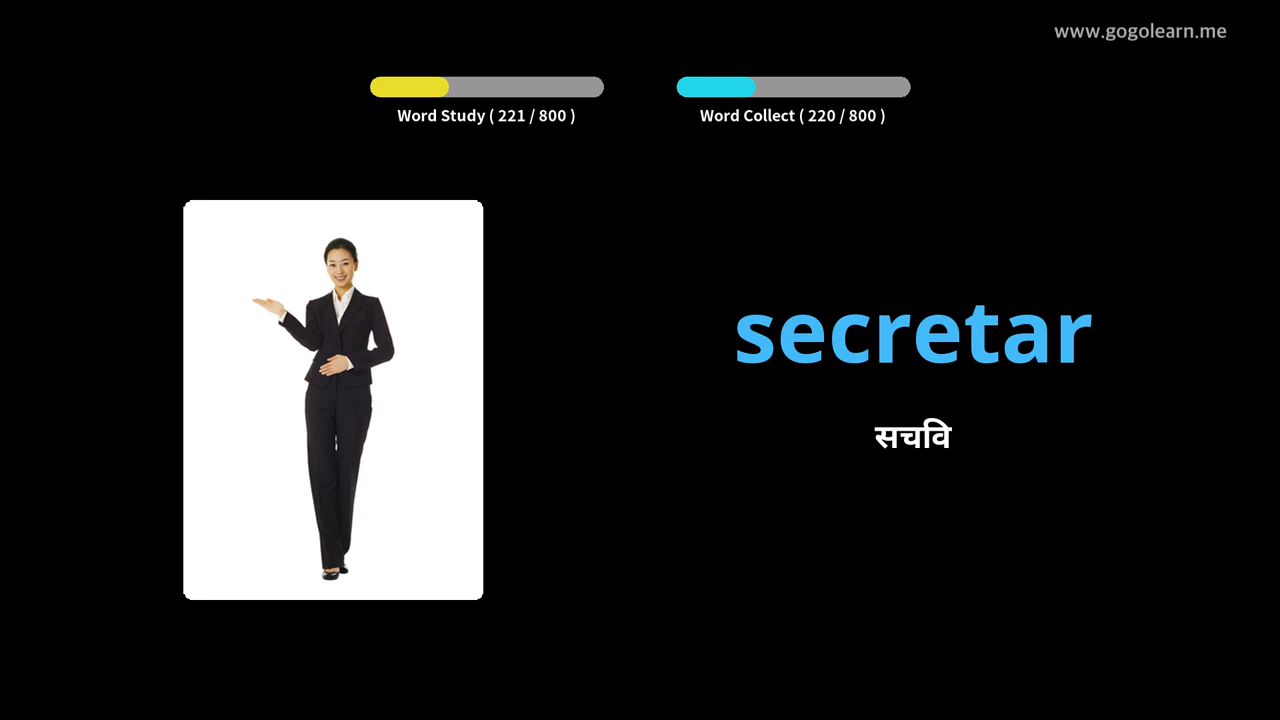 www.gogolearn.me
Word Study ( 221 / 800 )
Word Collect ( 220 / 800 )
secretar
सचवि